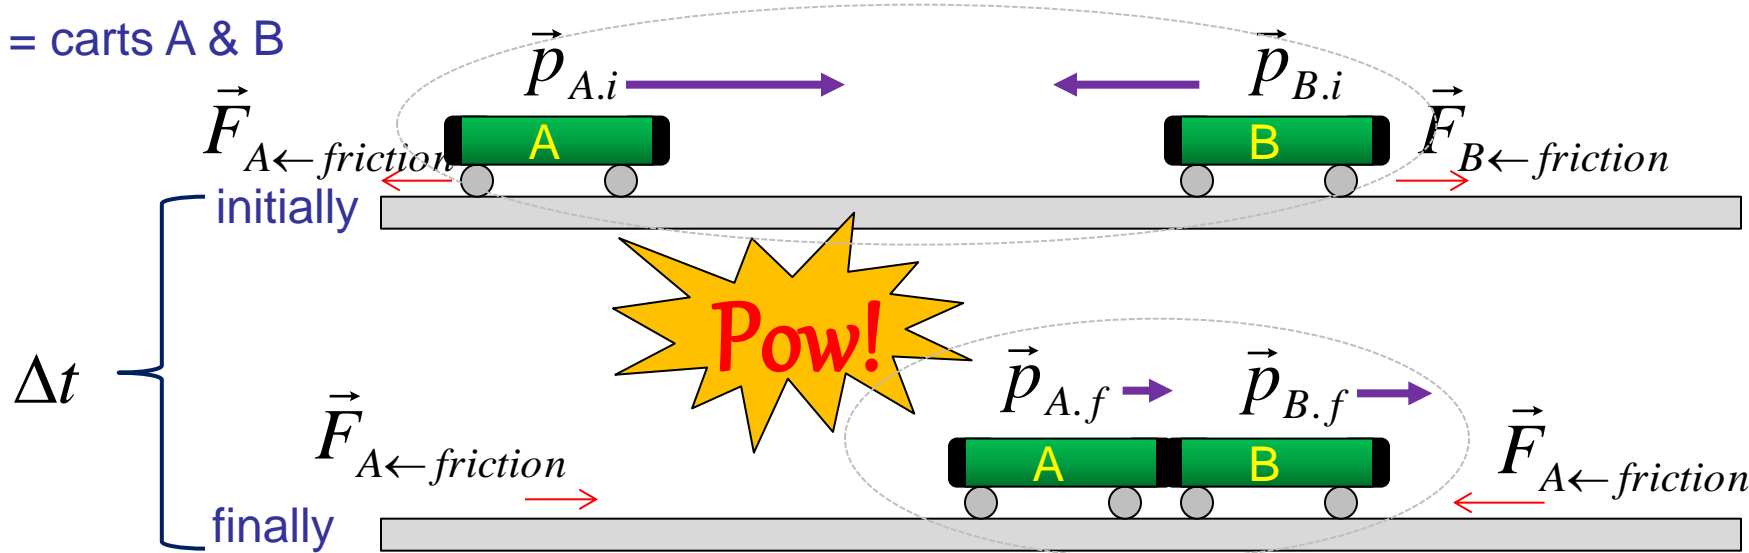 = carts A & B
p⃗ A.i
p⃗ B.i
F⃗ A←friction
A
B
F⃗ B←friction
initially
Pow!
Δt
p⃗ A.f
p⃗ B.f
F⃗ A←friction
A
B
F⃗ A←friction
finally